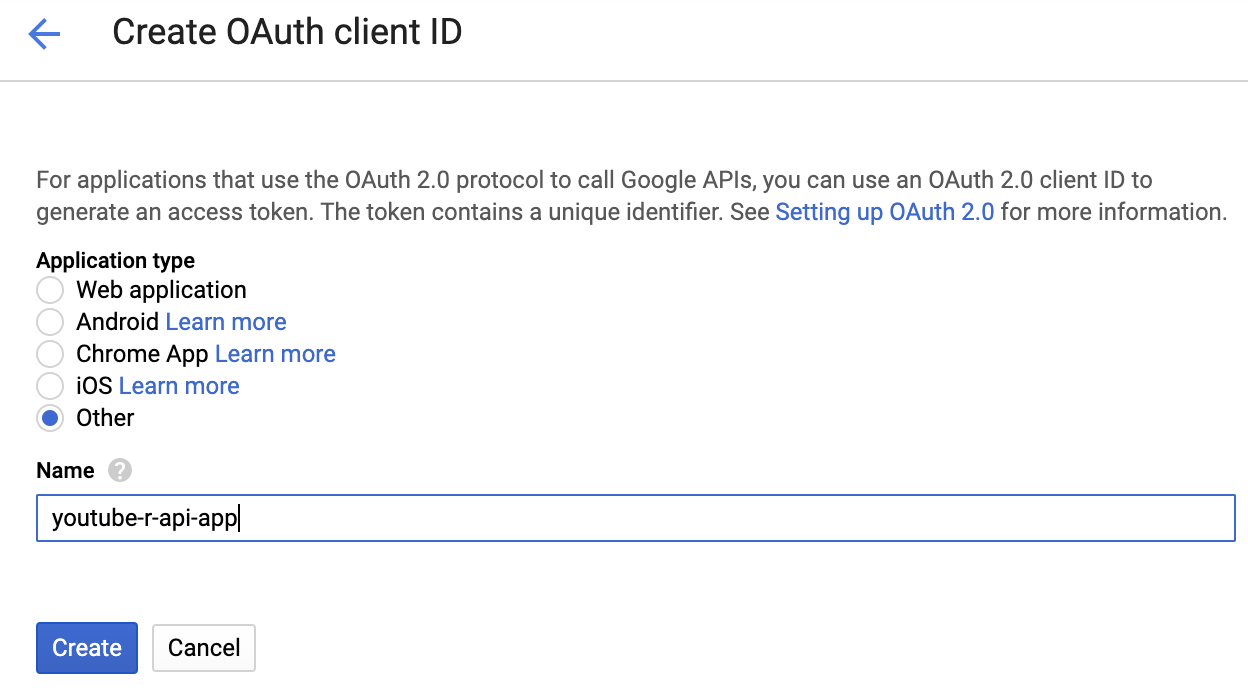 Create OAuth client ID
For applications that use the OAuth 2.0 protocol to call Google APIs, you can use an OAuth 2.0 client ID to
generate an access token. The token contains a unique identifier. See Setting up OAuth 2.0 for more information.
Application type
Web application
Android Learn more
Chrome App Learn more
iOS Learn more
Other
Name ?
youtube-r-api-app
Create Cancel